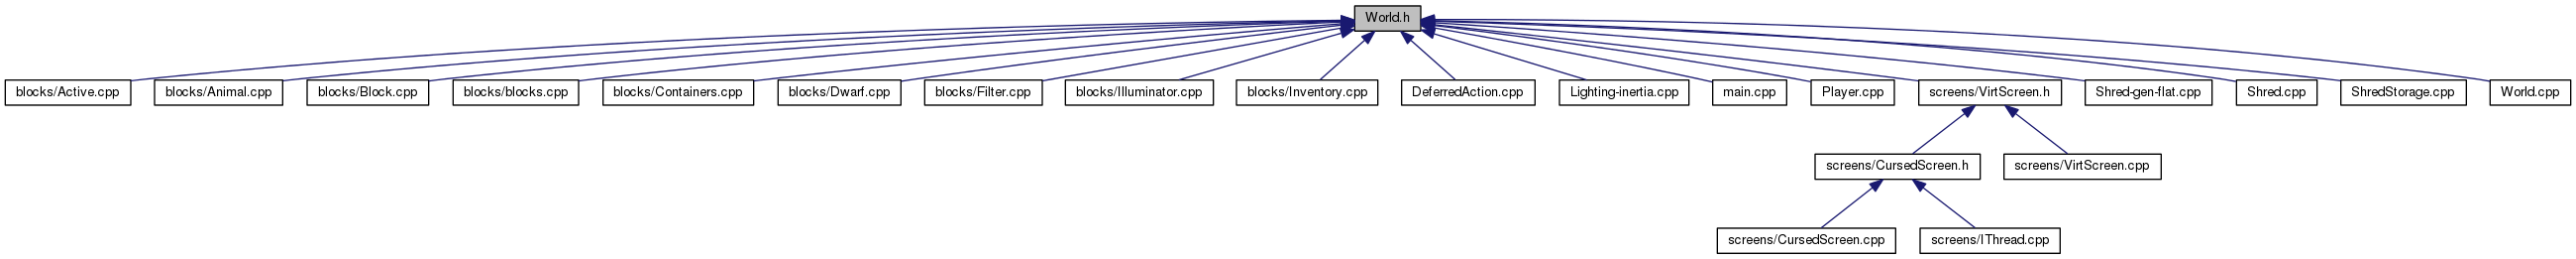 World.h
blocks/Active.cpp
blocks/Animal.cpp
blocks/Block.cpp
blocks/blocks.cpp
blocks/Containers.cpp
blocks/Dwarf.cpp
blocks/Filter.cpp
blocks/Illuminator.cpp
blocks/Inventory.cpp
DeferredAction.cpp
Lighting-inertia.cpp
main.cpp
Player.cpp
screens/VirtScreen.h
Shred-gen-flat.cpp
Shred.cpp
ShredStorage.cpp
World.cpp
screens/CursedScreen.h
screens/VirtScreen.cpp
screens/CursedScreen.cpp
screens/IThread.cpp